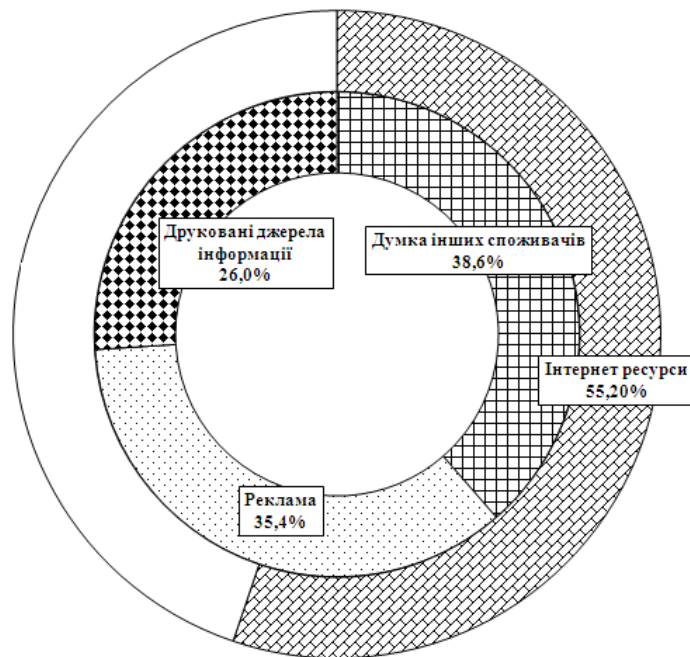 Друковані джерела
інформації
26,0%
Думка інших споживачів
38,6%
Інтернет ресурси
55,20%
Реклама
35,4%